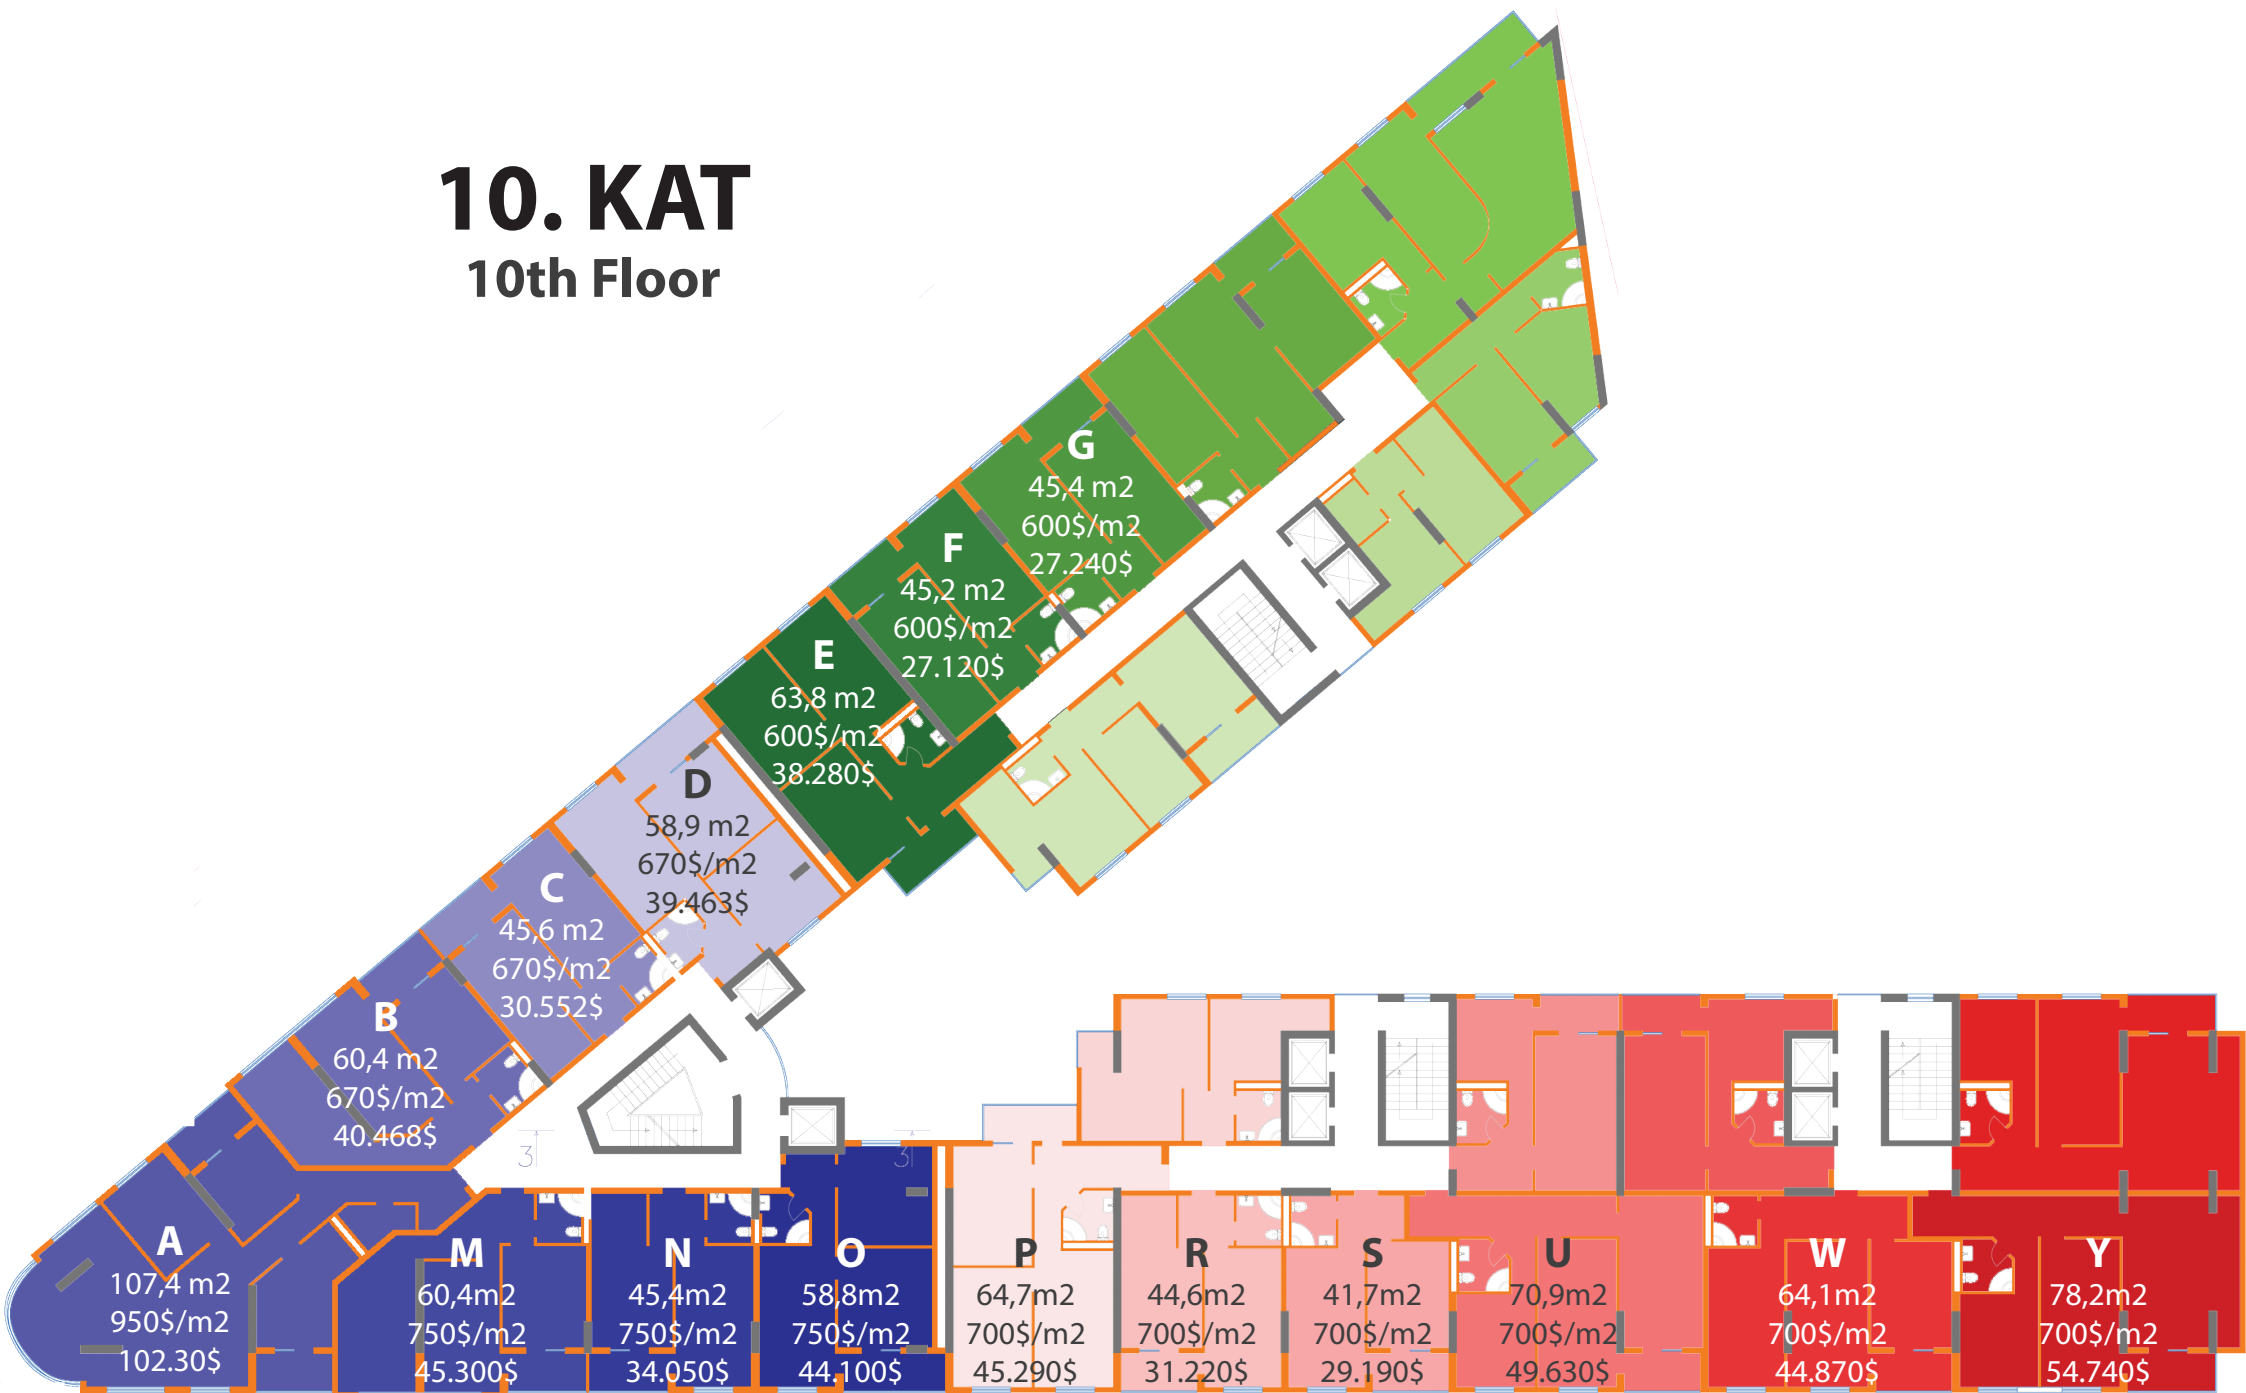 10. KAT
10th Floor
G
45,4 m2
600$/m2
27.240$
F
45,2 m2
600$/m2
27.120$
E
63,8 m2
600$/m2
38.280$
D
58,9 m2
670$/m2
39.463$
C
45,6 m2
670$/m2
30.552$
B
60,4 m2
670$/m2
40.468$
A
107,4 m2
950$/m2
102.30$
3
3
M
60,4m2
750$/m2
45.300$
N
45,4m2
750$/m2
34.050$
O
58,8m2
750$/m2
44.100$
P
64,7m2
700$/m2
45.290$
R
44,6m2
700$/m2
31.220$
S
41,7m2
700$/m2
29.190$
U
70,9m2
700$/m2
49.630$
W
64,1m2
700$/m2
44.870$
Y
78,2m2
700$/m2
54.740$